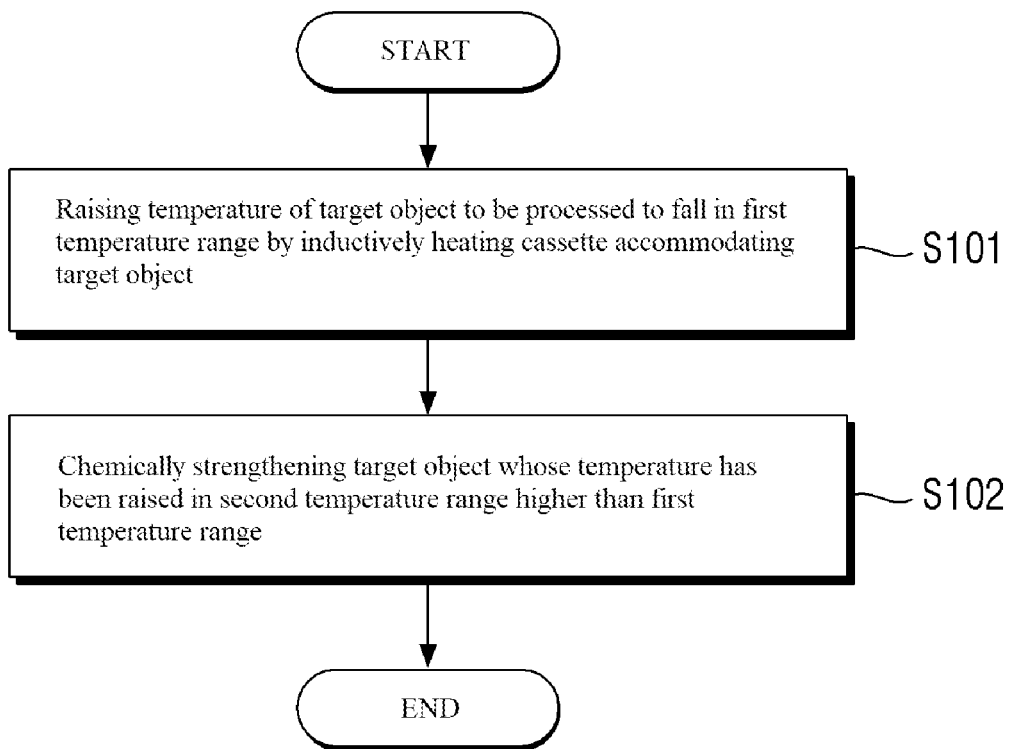 START
Raising temperature of target object to be processed to fall in first
temperature range by inductively heating cassette accommodating
target object
S101
Chemically strengthening target object whose temperature has
been raised in second temperature range higher than first
temperature range
S102
END